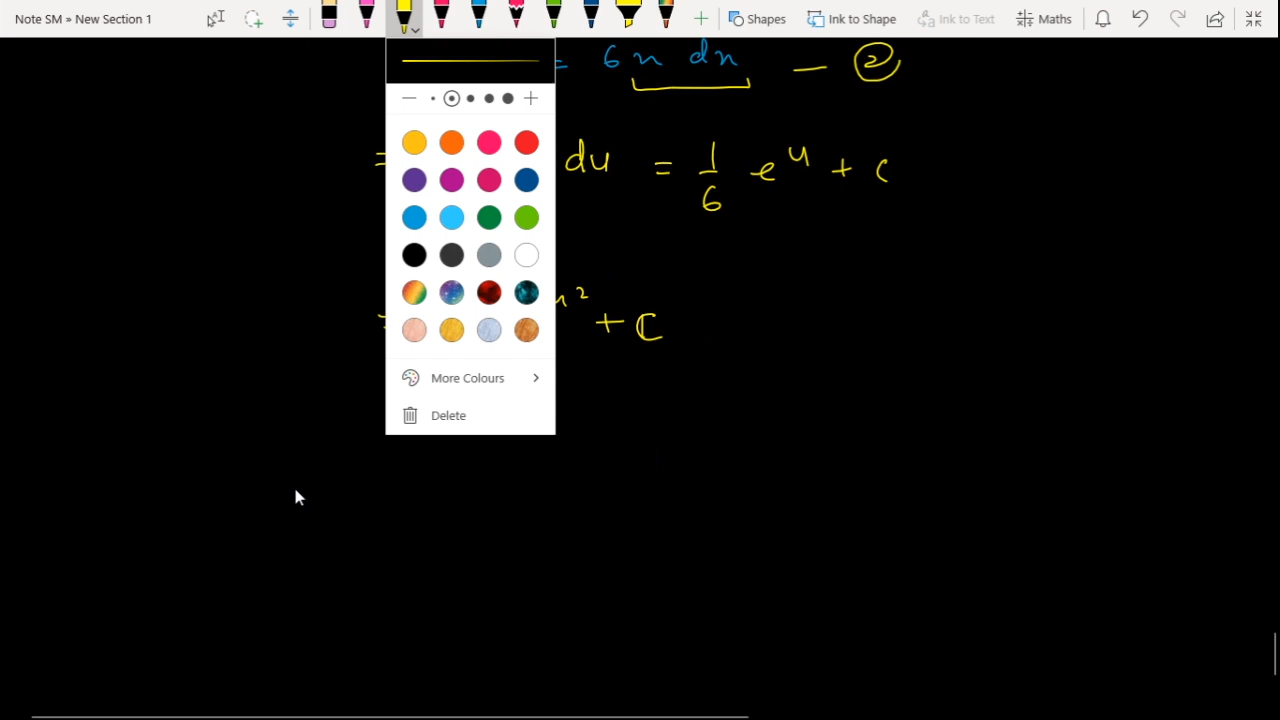 Note SM » New Section 1 Shapes Ink to Shape Ink to Text Maths
= 6 x dx — ②
= du = 1/6 e^u + c
= x² + C
More Colours
Delete